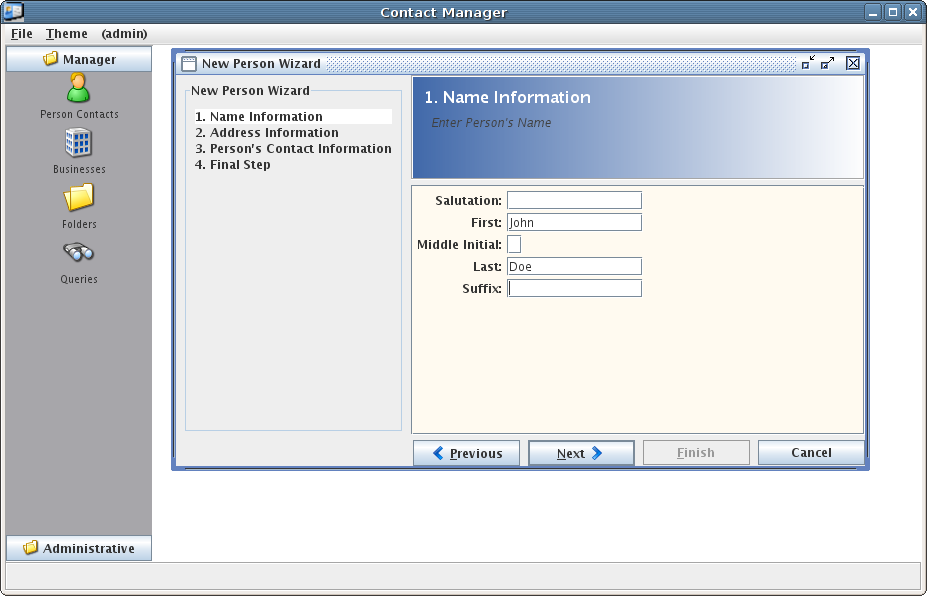 Contact Manager
File Theme (admin)
Manager
Person Contacts
Businesses
Folders
Queries
Administrative
New Person Wizard
New Person Wizard
1. Name Information
2. Address Information
3. Person's Contact Information
4. Final Step
1. Name Information
Enter Person's Name
Salutation:
First: John
Middle Initial:
Last: Doe
Suffix:
Previous Next Finish Cancel